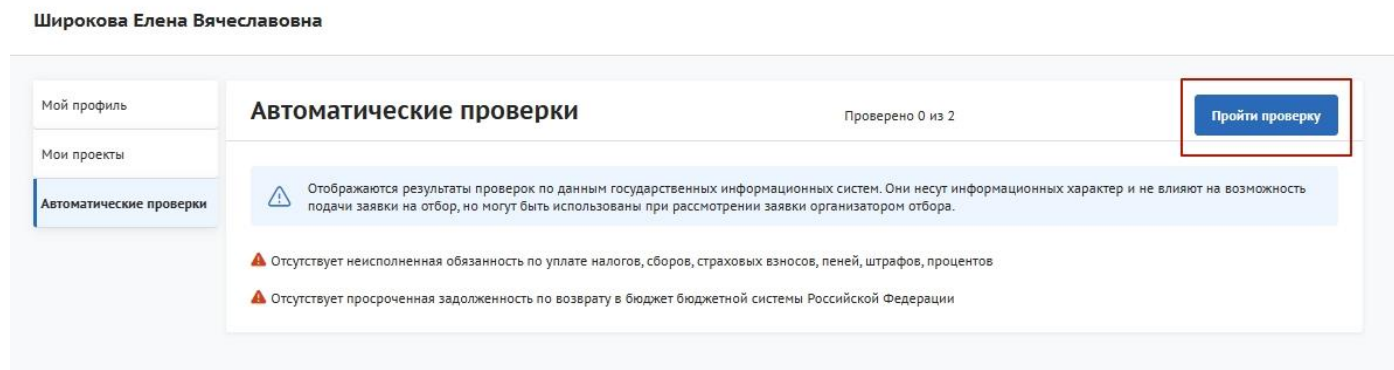 Широкова Елена Вячеславовна
Мой профиль
Мои проекты
Автоматические проверки
Автоматические проверки
Проверено 0 из 2
Пройти проверку
Отображаются результаты проверок по данным государственных информационных систем. Они несут информационных характер и не влияют на возможность
подачи заявки на отбор, но могут быть использованы при рассмотрении заявки организатором отбора.
Отсутствует неисполненная обязанность по уплате налогов, сборов, страховых взносов, пеней, штрафов, процентов
Отсутствует просроченная задолженность по возврату в бюджет бюджетной системы Российской Федерации